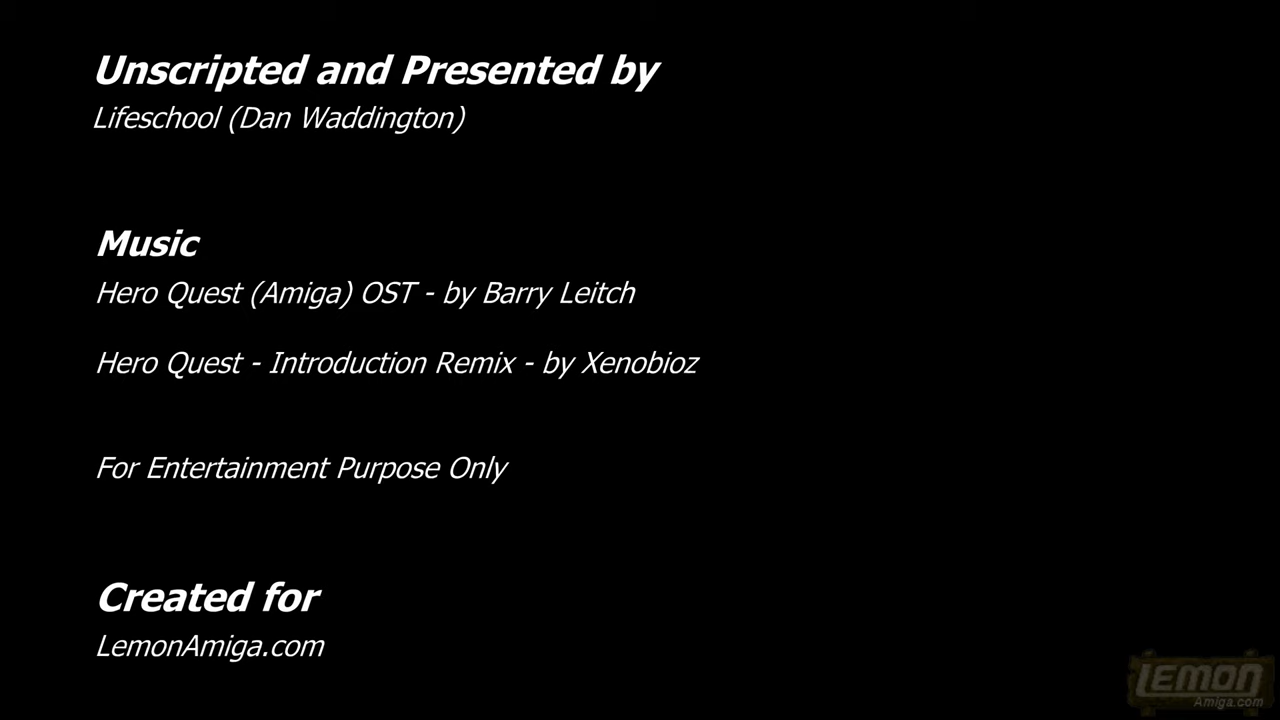 Unscripted and Presented by
Lifeschool (Dan Waddington)
Music
Hero Quest (Amiga) OST - by Barry Leitch
Hero Quest - Introduction Remix - by Xenobioz
For Entertainment Purpose Only
Created for
LemonAmiga.com
LEMON
Amiga.com